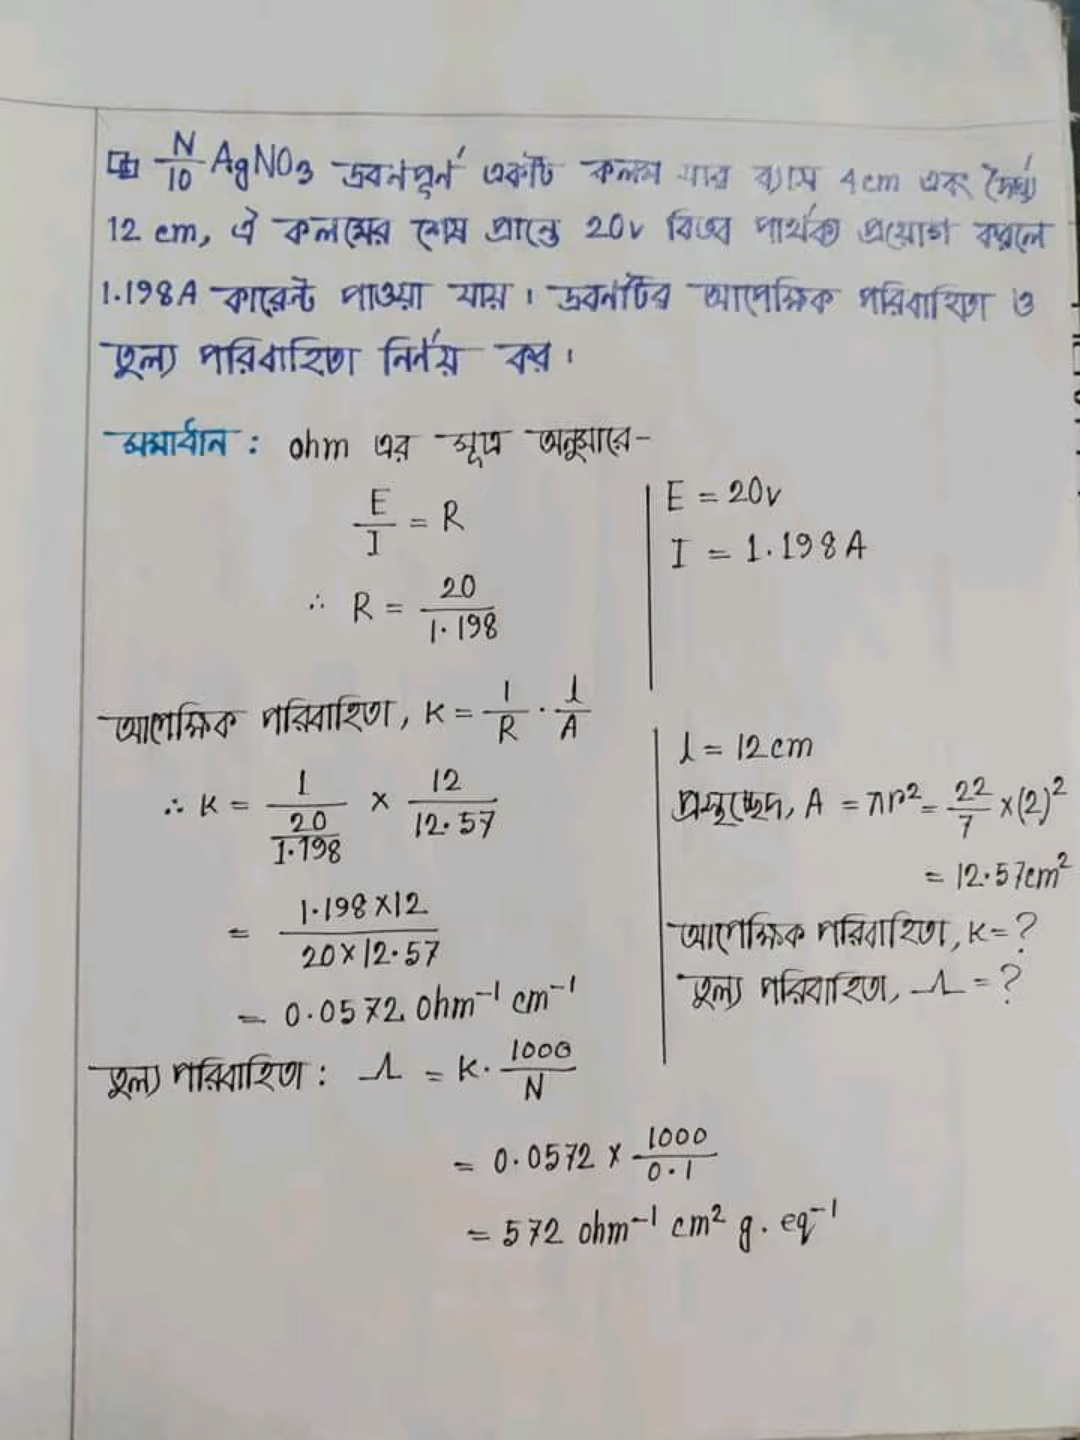 N/10 AgNO3 দ্রবনপূর্ন একটি কলাম যার ব্যাস 4cm এবং দৈর্ঘ্য
12 cm, ঐ কলামের শেষ প্রান্তে 20v বিভব পার্থক্য প্রয়োগ করলে
1.198A কারেন্ট পাওয়া যায়। দ্রবনটির আপেক্ষিক পরিবাহিতা ও
তুল্য পরিবাহিতা নির্নয় কর।
সমাধান : ohm এর সূত্র অনুসারে-
E/I = R
E = 20v
I = 1.198A
∴ R = 20/1.198
আপেক্ষিক পরিবাহিতা, K = 1/R · l/A
l = 12cm
∴ K = 1/(20/1.198) × 12/12.57
প্রস্থচ্ছেদ, A = πr² = 22/7 ×(2)²
= 12.57cm²
= 1.198×12/20×12.57
আপেক্ষিক পরিবাহিতা, K = ?
তুল্য পরিবাহিতা, Λ = ?
= 0.0572 ohm⁻¹ cm⁻¹
তুল্য পরিবাহিতা : Λ = K · 1000/N
= 0.0572 × 1000/0.1
= 572 ohm⁻¹ cm² g. eq⁻¹